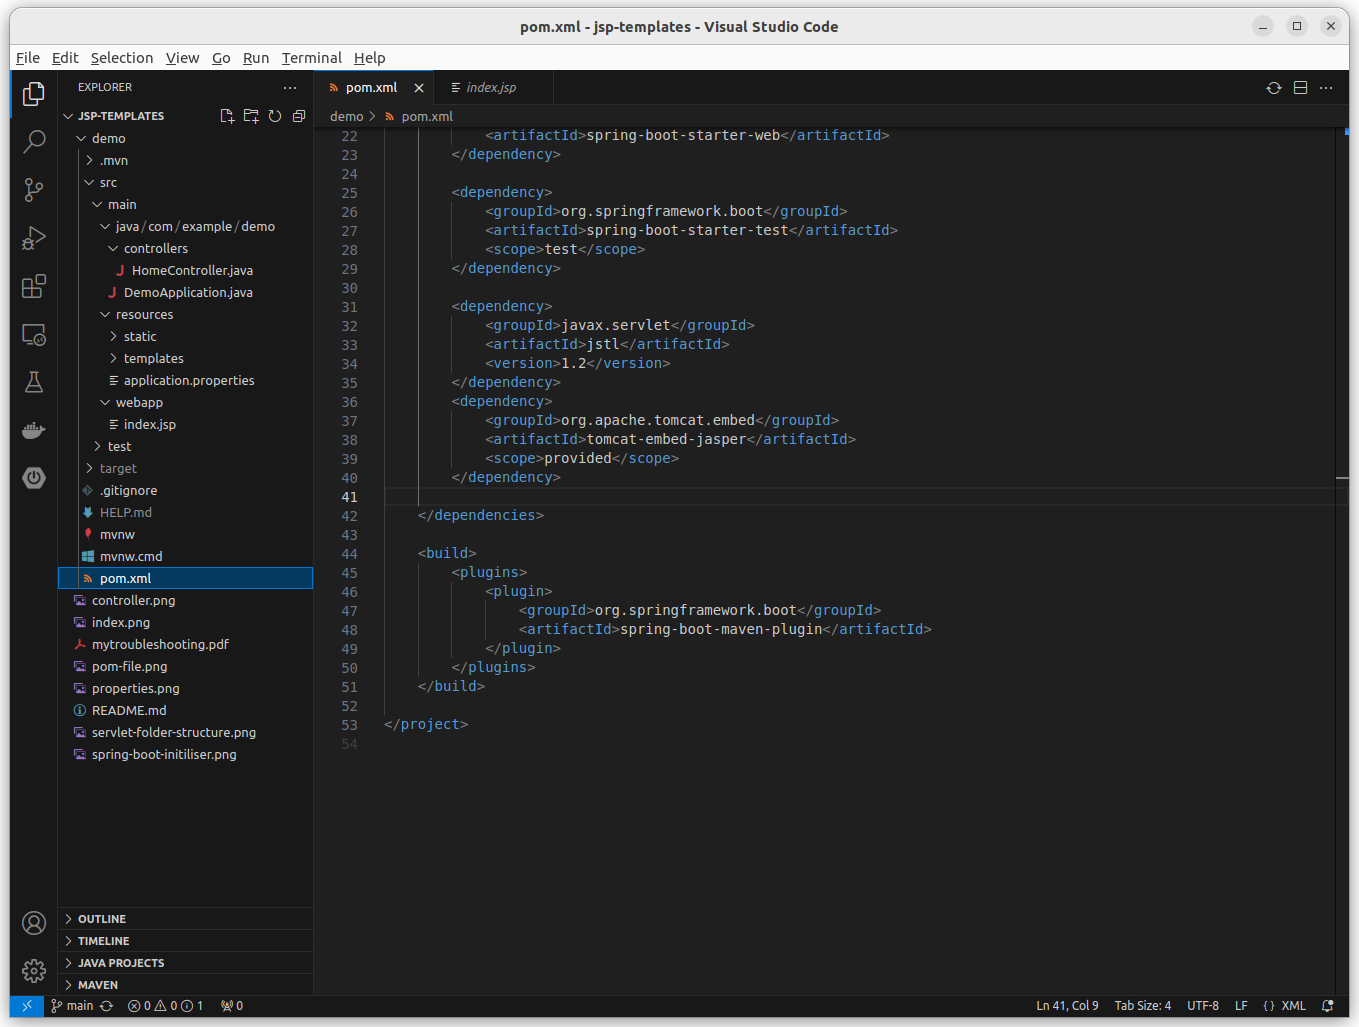 pom.xml - jsp-templates - Visual Studio Code
File Edit Selection View Go Run Terminal Help
EXPLORER
JSP-TEMPLATES
demo
.mvn
src
main
java/com/example/demo
controllers
HomeController.java
DemoApplication.java
resources
static
templates
application.properties
webapp
index.jsp
test
target
.gitignore
HELP.md
mvnw
mvnw.cmd
pom.xml
controller.png
index.png
mytroubleshooting.pdf
pom-file.png
properties.png
README.md
servlet-folder-structure.png
spring-boot-initiliser.png
OUTLINE
TIMELINE
JAVA PROJECTS
MAVEN
pom.xml index.jsp
demo > pom.xml
22 <artifactId>spring-boot-starter-web</artifactId>
23 </dependency>
24
25 <dependency>
26 <groupId>org.springframework.boot</groupId>
27 <artifactId>spring-boot-starter-test</artifactId>
28 <scope>test</scope>
29 </dependency>
30
31 <dependency>
32 <groupId>javax.servlet</groupId>
33 <artifactId>jstl</artifactId>
34 <version>1.2</version>
35 </dependency>
36 <dependency>
37 <groupId>org.apache.tomcat.embed</groupId>
38 <artifactId>tomcat-embed-jasper</artifactId>
39 <scope>provided</scope>
40 </dependency>
41
42 </dependencies>
43
44 <build>
45 <plugins>
46 <plugin>
47 <groupId>org.springframework.boot</groupId>
48 <artifactId>spring-boot-maven-plugin</artifactId>
49 </plugin>
50 </plugins>
51 </build>
52
53 </project>
54
main 0 0 1 0 Ln 41, Col 9 Tab Size: 4 UTF-8 LF {} XML